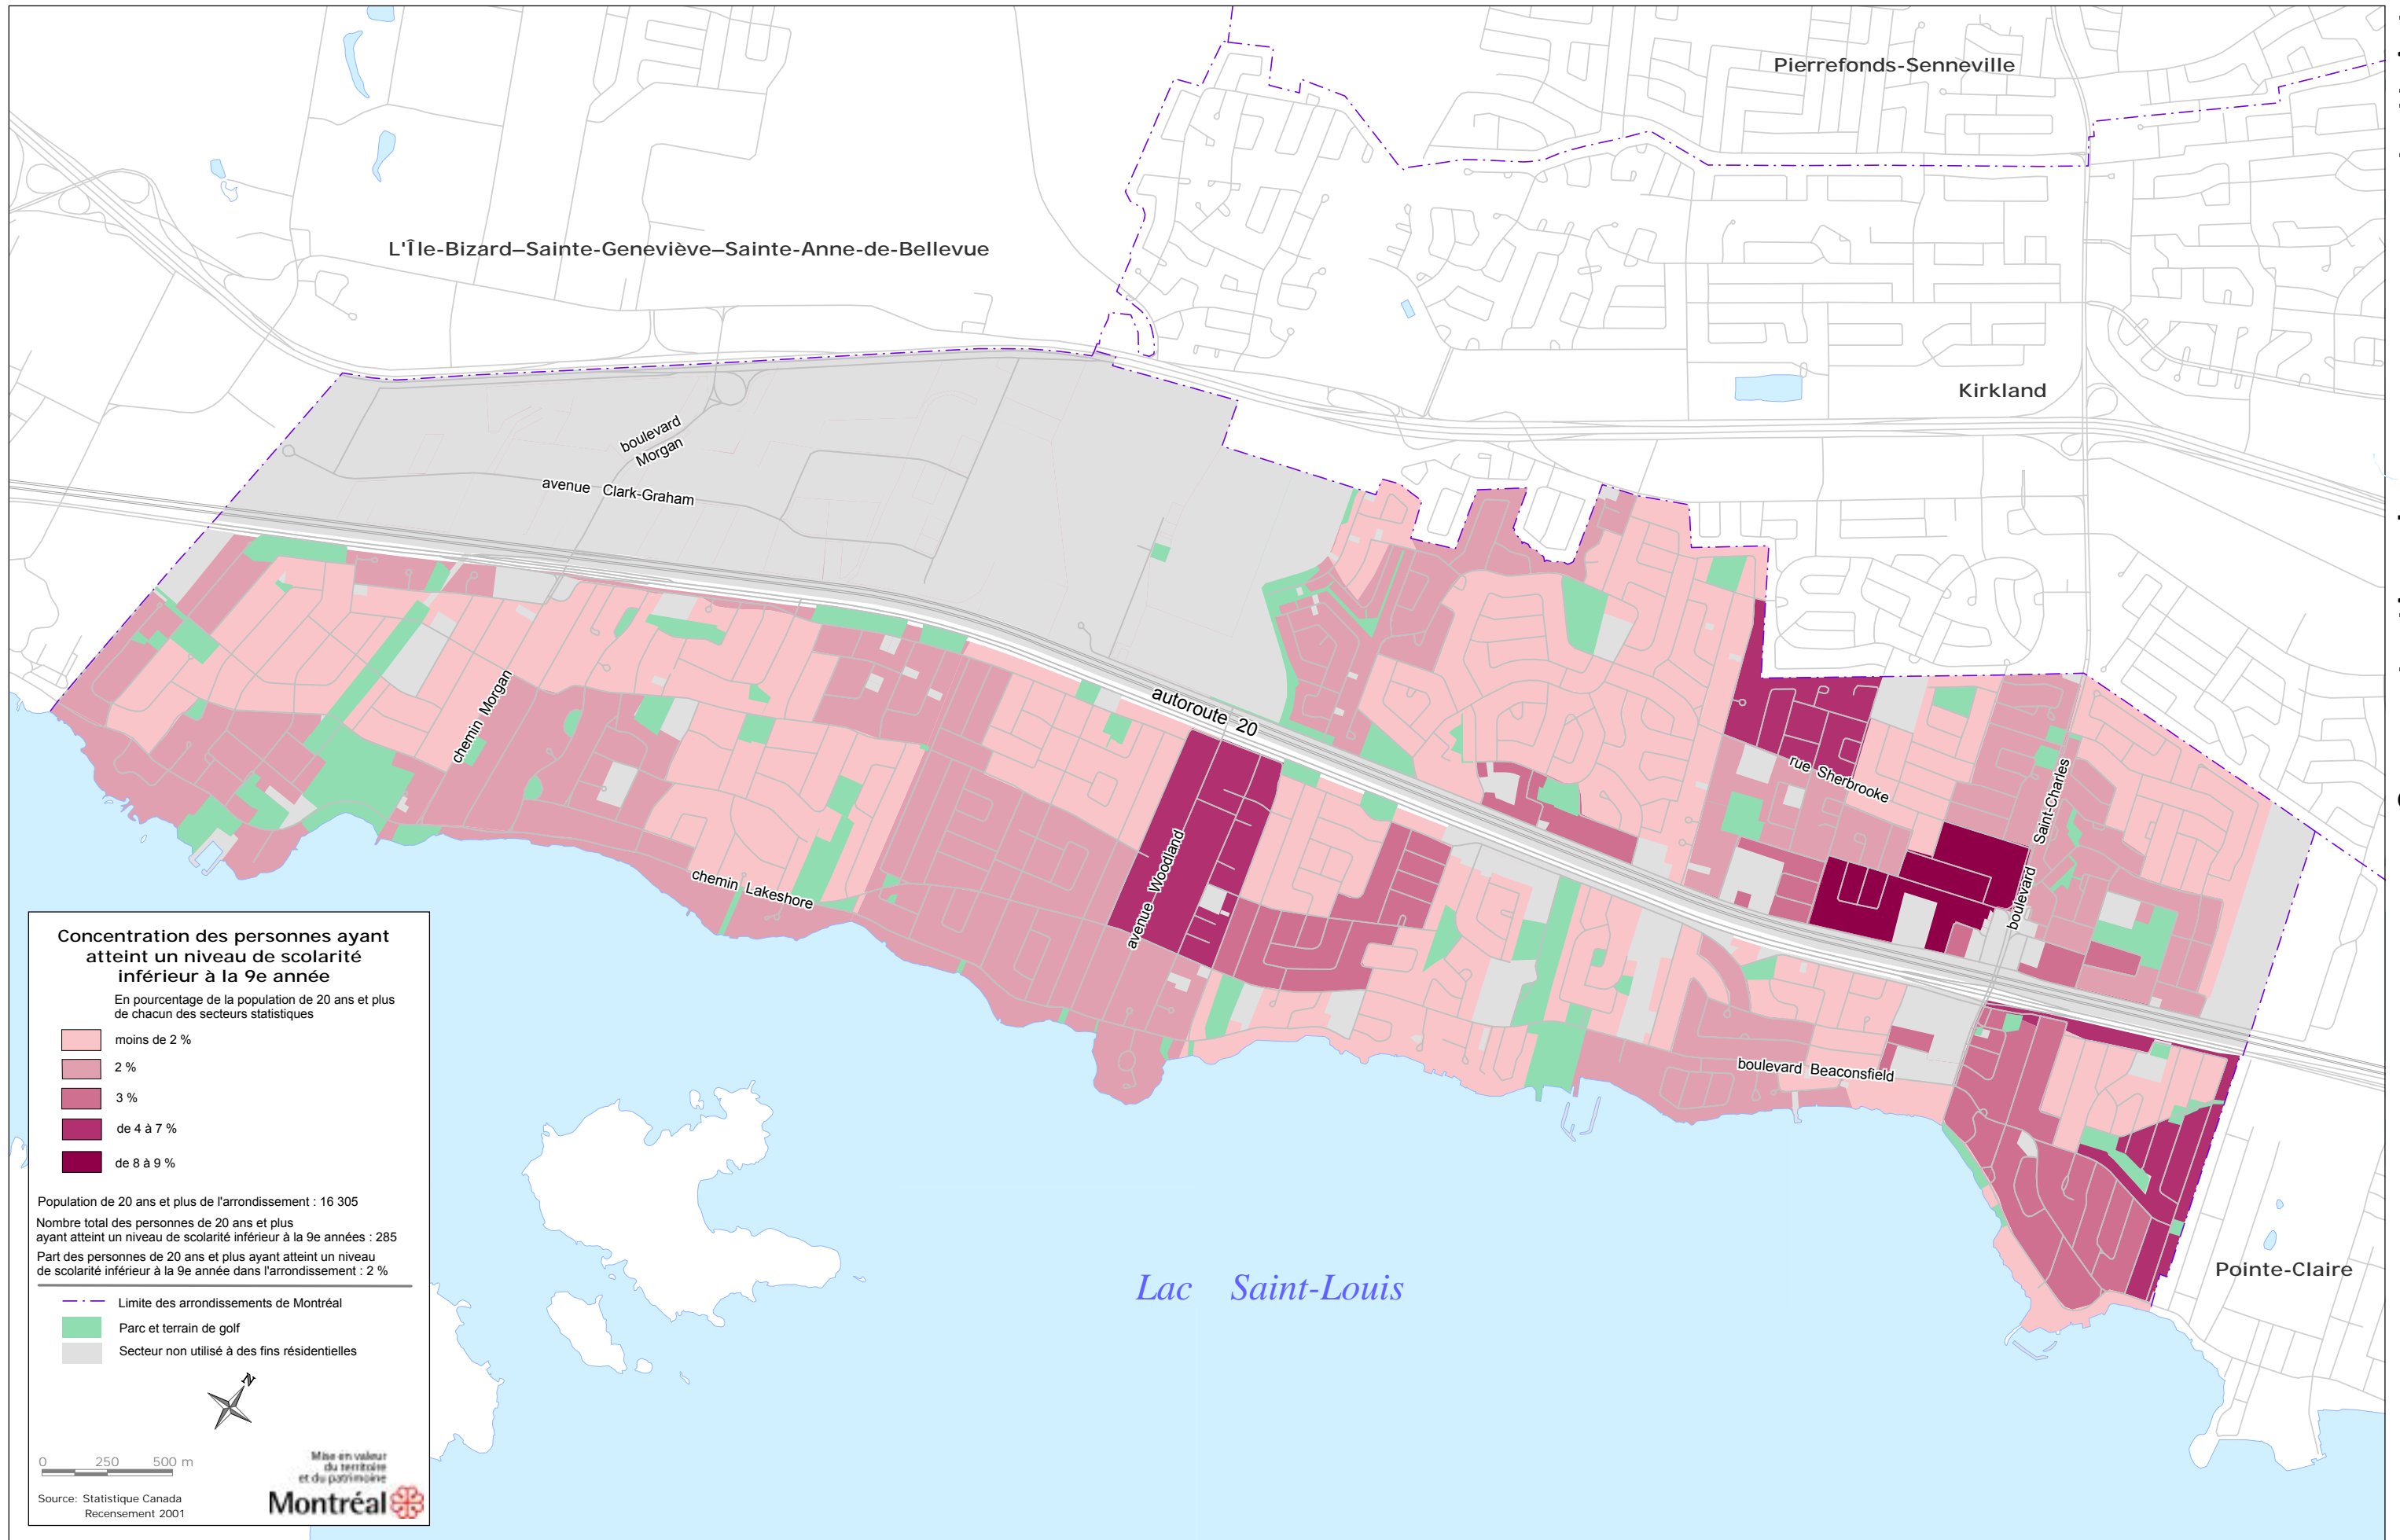 Pierrefonds-Senneville
L'Île-Bizard–Sainte-Geneviève–Sainte-Anne-de-Bellevue
Kirkland
boulevard
Morgan
avenue Clark-Graham
autoroute 20
chemin Morgan
rue Sherbrooke
boulevard Saint-Charles
avenue Woodland
chemin Lakeshore
boulevard Beaconsfield
Lac Saint-Louis
Pointe-Claire
Concentration des personnes ayant
atteint un niveau de scolarité
inférieur à la 9e année
En pourcentage de la population de 20 ans et plus
de chacun des secteurs statistiques
moins de 2 %
2 %
3 %
de 4 à 7 %
de 8 à 9 %
Population de 20 ans et plus de l'arrondissement : 16 305
Nombre total des personnes de 20 ans et plus
ayant atteint un niveau de scolarité inférieur à la 9e années : 285
Part des personnes de 20 ans et plus ayant atteint un niveau
de scolarité inférieur à la 9e année dans l'arrondissement : 2 %
Limite des arrondissements de Montréal
Parc et terrain de golf
Secteur non utilisé à des fins résidentielles
N
0 250 500 m
Mise en valeur
du territoire
et du patrimoine
Montréal
Source: Statistique Canada
Recensement 2001